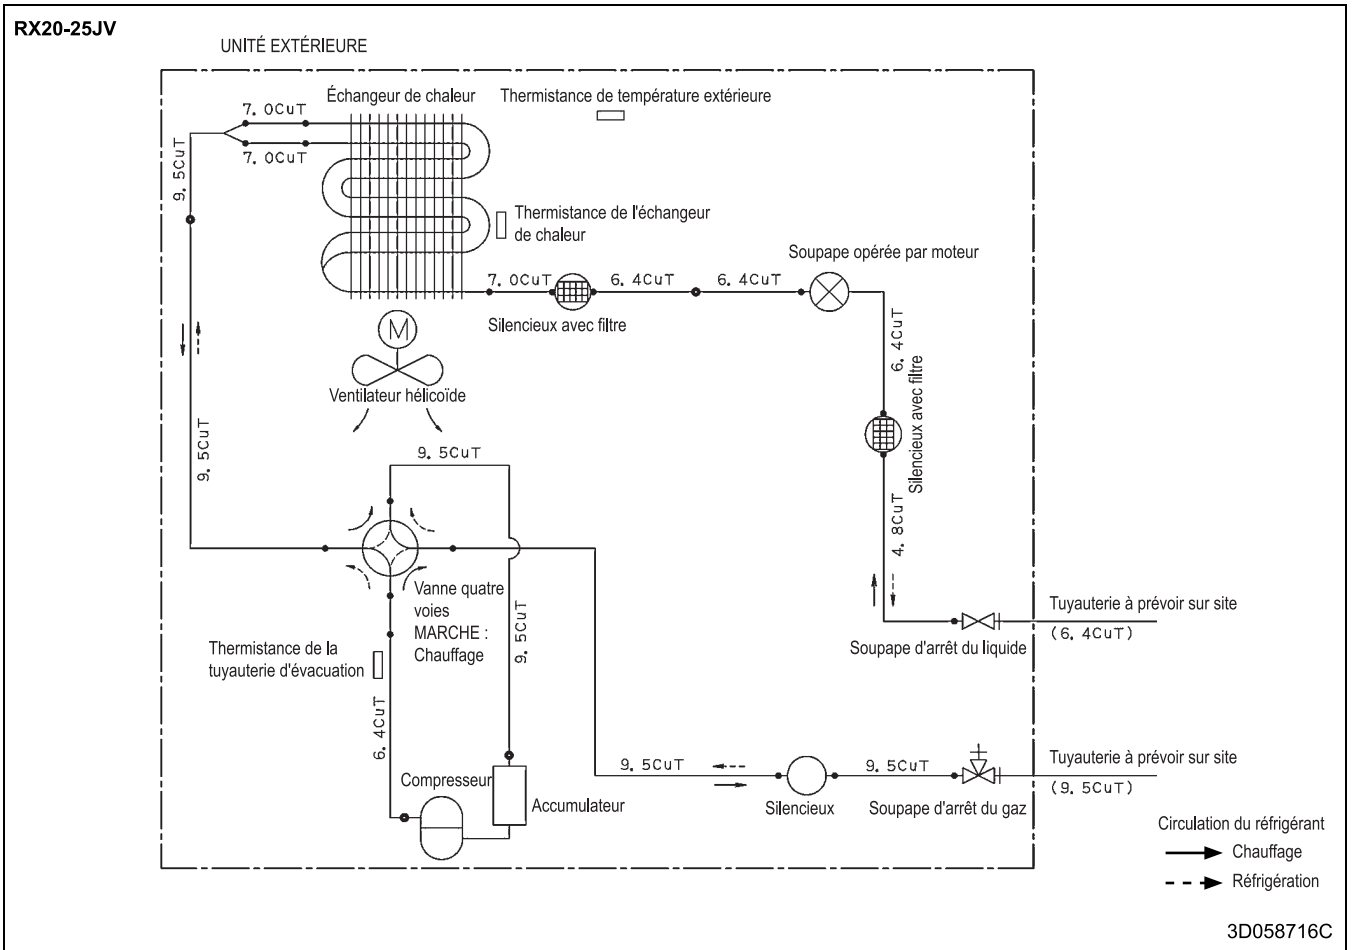 RX20-25JV
UNITÉ EXTÉRIEURE
Échangeur de chaleur
Thermistance de température extérieure
7. 0CuT
7. 0CuT
9. 5CuT
Thermistance de l'échangeur
de chaleur
Soupape opérée par moteur
7. 0CuT
6. 4CuT
6. 4CuT
Silencieux avec filtre
M
Ventilateur hélicoïde
6. 4CuT
Silencieux avec filtre
9. 5CuT
9. 5CuT
4. 8CuT
Vanne quatre
voies
MARCHE :
Chauffage
9. 5CuT
Thermistance de la
tuyauterie d'évacuation
6. 4CuT
Tuyauterie à prévoir sur site
(6. 4CuT)
Soupape d'arrêt du liquide
Compresseur
Accumulateur
9. 5CuT
Silencieux
9. 5CuT
Soupape d'arrêt du gaz
Tuyauterie à prévoir sur site
(9. 5CuT)
Circulation du réfrigérant
Chauffage
Réfrigération
3D058716C